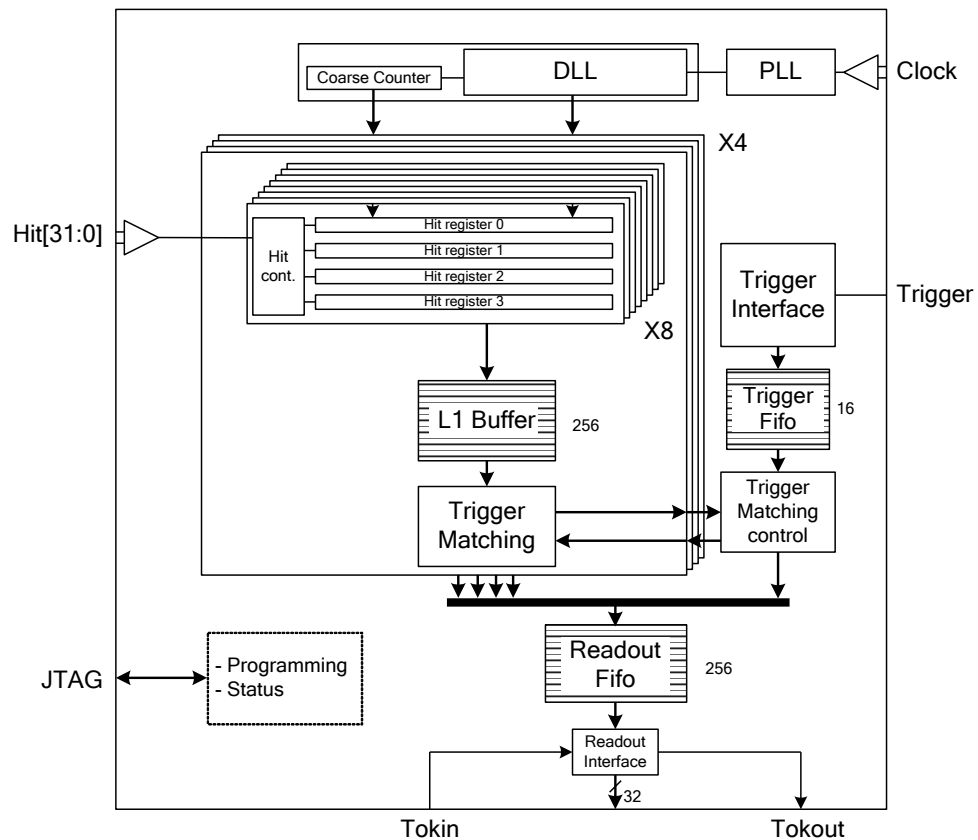 Coarse Counter
DLL
PLL
Clock
X4
Hit[31:0]
Hit
cont.
Hit register 0
Hit register 1
Hit register 2
Hit register 3
X8
Trigger
Interface
Trigger
L1 Buffer
256
Trigger
Fifo
16
Trigger
Matching
Trigger
Matching
control
JTAG
- Programming
- Status
Readout
Fifo
256
Readout
Interface
32
Tokin
Tokout